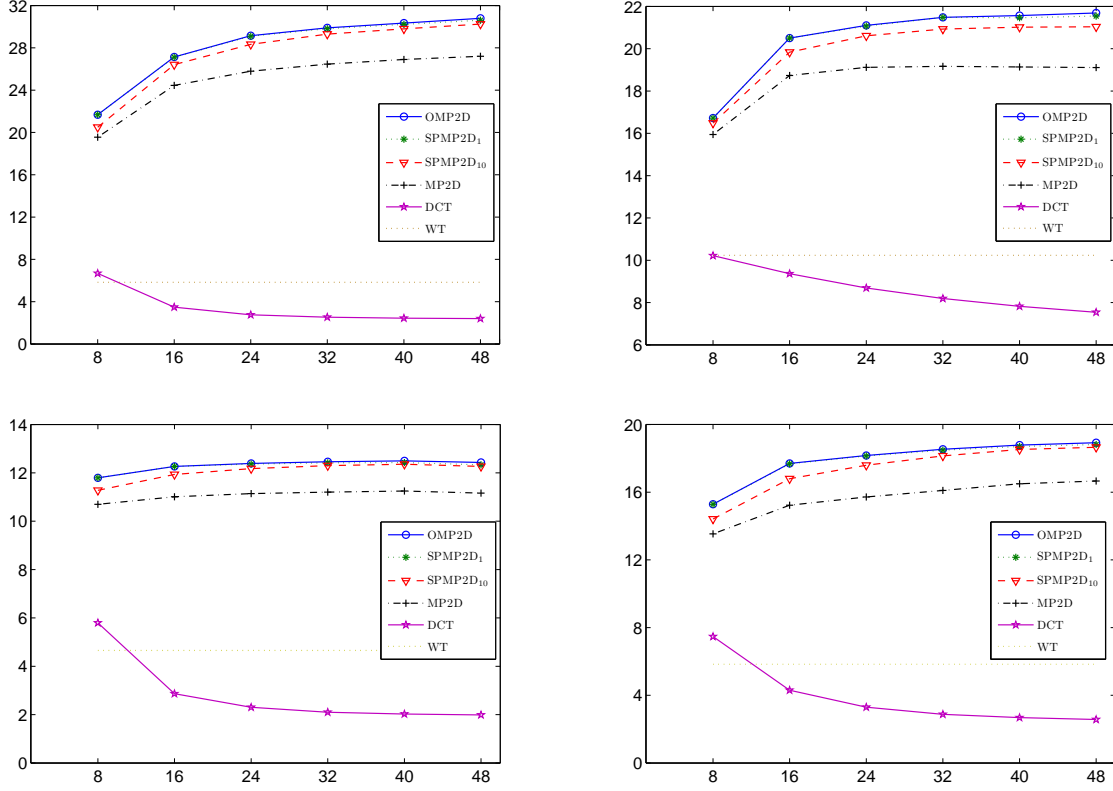 32
28
24
20
16
12
8
4
0
8 16 24 32 40 48
OMP2D
SPMP2D₁
SPMP2D₁₀
MP2D
DCT
WT
22
20
18
16
14
12
10
8
6
8 16 24 32 40 48
OMP2D
SPMP2D₁
SPMP2D₁₀
MP2D
DCT
WT
14
12
10
8
6
4
2
0
8 16 24 32 40 48
OMP2D
SPMP2D₁
SPMP2D₁₀
MP2D
DCT
WT
20
16
12
8
4
0
8 16 24 32 40 48
OMP2D
SPMP2D₁
SPMP2D₁₀
MP2D
DCT
WT